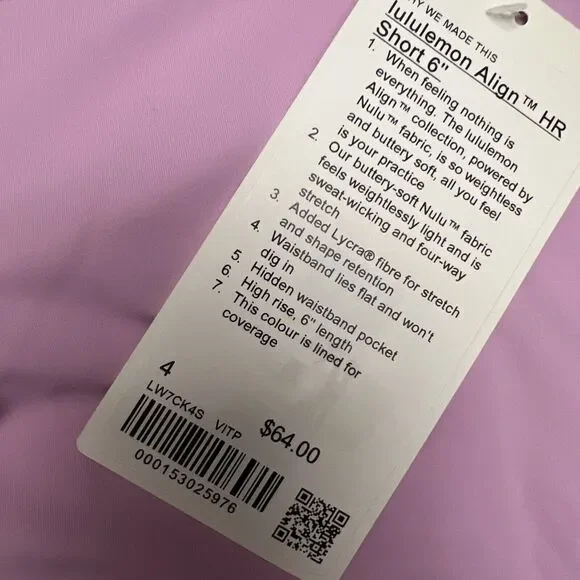 WHY WE MADE THIS
lululemon Align™ HR
Short 6"
1. When feeling nothing is
everything. The lululemon
Align™ collection, powered by
Nulu™ fabric, is so weightless
and buttery soft, all you feel
is your practice
2. Our buttery-soft Nulu™ fabric
feels weightlessly light and is
sweat-wicking and four-way
stretch
3. Added Lycra® fibre for stretch
and shape retention
4. Waistband lies flat and won't
dig in
5. Hidden waistband pocket
6. High rise, 6" length
7. This colour is lined for
coverage
4
LW7CK4S VITP
$64.00
000153025976